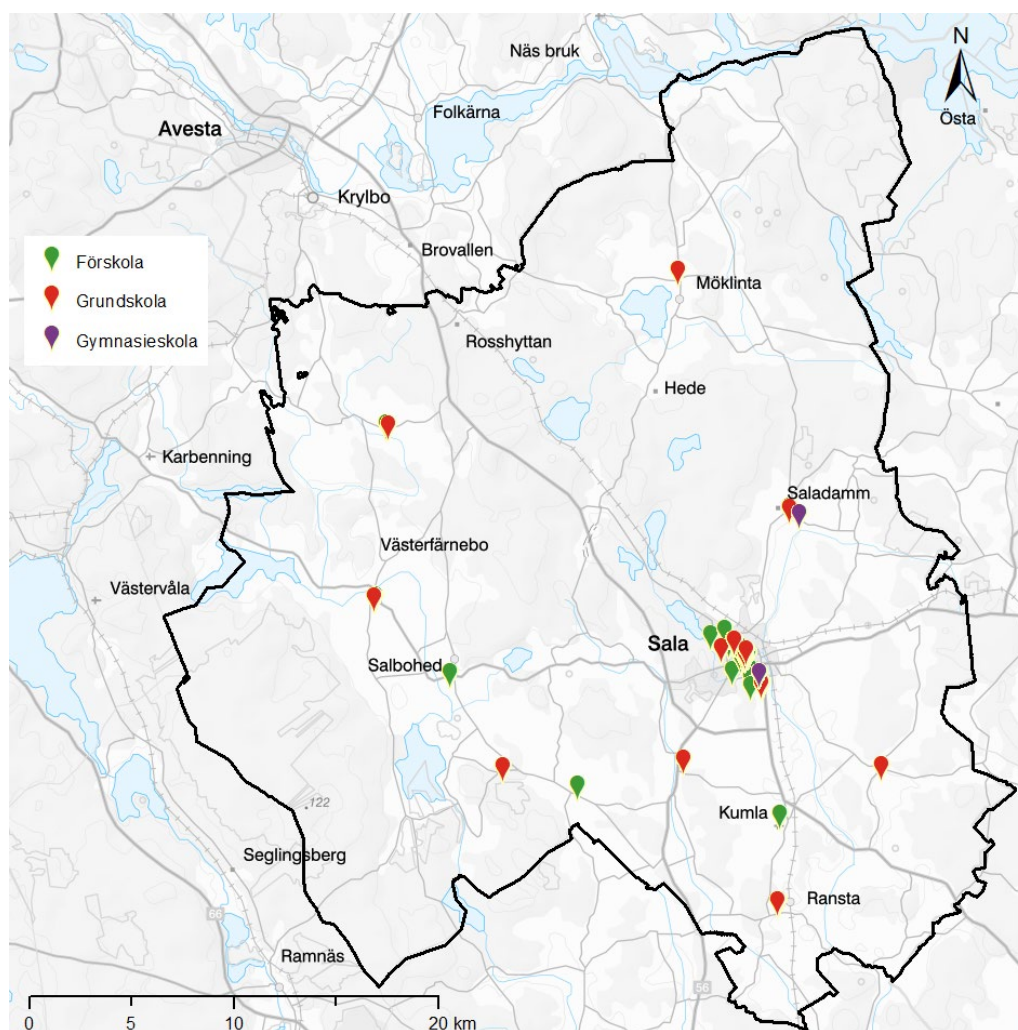 Näs bruk
N
Folkärna
Östa
Avesta
Krylbo
Brovallen
Förskola
Grundskola
Gymnasieskola
Möklinta
Rosshyttan
Hede
Karbenning
Saladamm
Västerfärnebo
Västervåla
Sala
Salbohed
122
Kumla
Seglingsberg
Ransta
66
Ramnäs
56
0 5 10 20 km